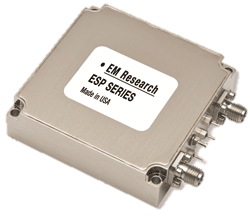 • EM Research
ESP SERIES
Made in USA